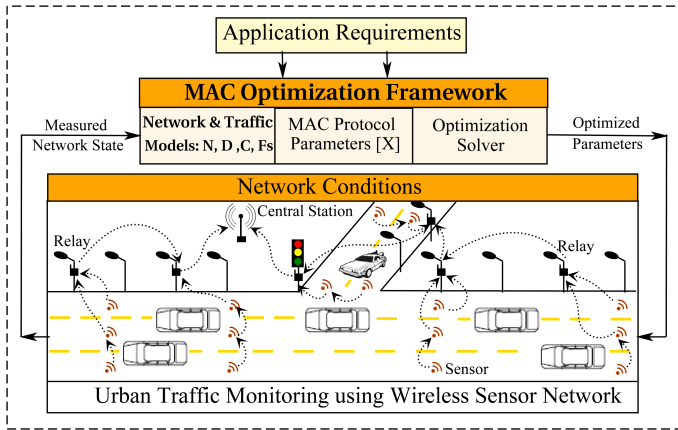 Application Requirements
MAC Optimization Framework
Measured
Network State
Network & Traffic
Models: N, D ,C, Fs
MAC Protocol
Parameters [X]
Optimization
Solver
Optimized
Parameters
Network Conditions
Central Station
Relay
Relay
Sensor
Urban Traffic Monitoring using Wireless Sensor Network